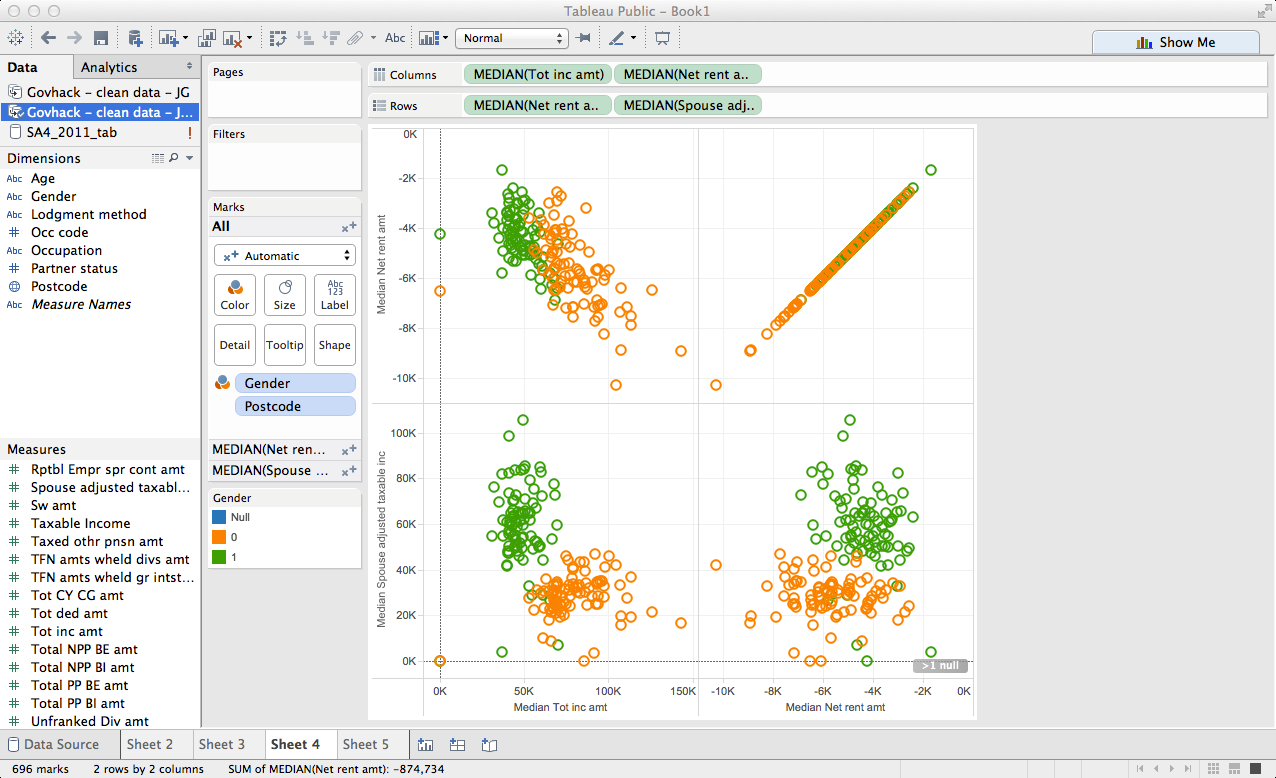 Tableau Public – Book1
Abc
Normal
Show Me
Data
Analytics
Govhack – clean data – JG
Govhack – clean data – J...
SA4_2011_tab !
Dimensions
Abc Age
Abc Gender
Abc Lodgment method
# Occ code
Abc Occupation
# Partner status
Postcode
Abc Measure Names
Measures
# Rptbl Empr spr cont amt
# Spouse adjusted taxabl...
# Sw amt
# Taxable Income
# Taxed othr pnsn amt
# TFN amts wheld divs amt
# TFN amts wheld gr intst...
# Tot CY CG amt
# Tot ded amt
# Tot inc amt
# Total NPP BE amt
# Total NPP BI amt
# Total PP BE amt
# Total PP BI amt
# Unfranked Div amt
Pages
Filters
Marks
All
Automatic
Color
Size
Abc
123
Label
Detail
Tooltip
Shape
Gender
Postcode
MEDIAN(Net ren...
MEDIAN(Spouse ...
Gender
Null
0
1
Columns MEDIAN(Tot inc amt) MEDIAN(Net rent a..
Rows MEDIAN(Net rent a.. MEDIAN(Spouse adj..
Median Net rent amt
0K
-2K
-4K
-6K
-8K
-10K
Median Spouse adjusted taxable inc
100K
80K
60K
40K
20K
0K
>1 null
0K 50K 100K 150K -10K -8K -6K -4K -2K 0K
Median Tot inc amt Median Net rent amt
Data Source Sheet 2 Sheet 3 Sheet 4 Sheet 5
696 marks 2 rows by 2 columns SUM of MEDIAN(Net rent amt): -874,734